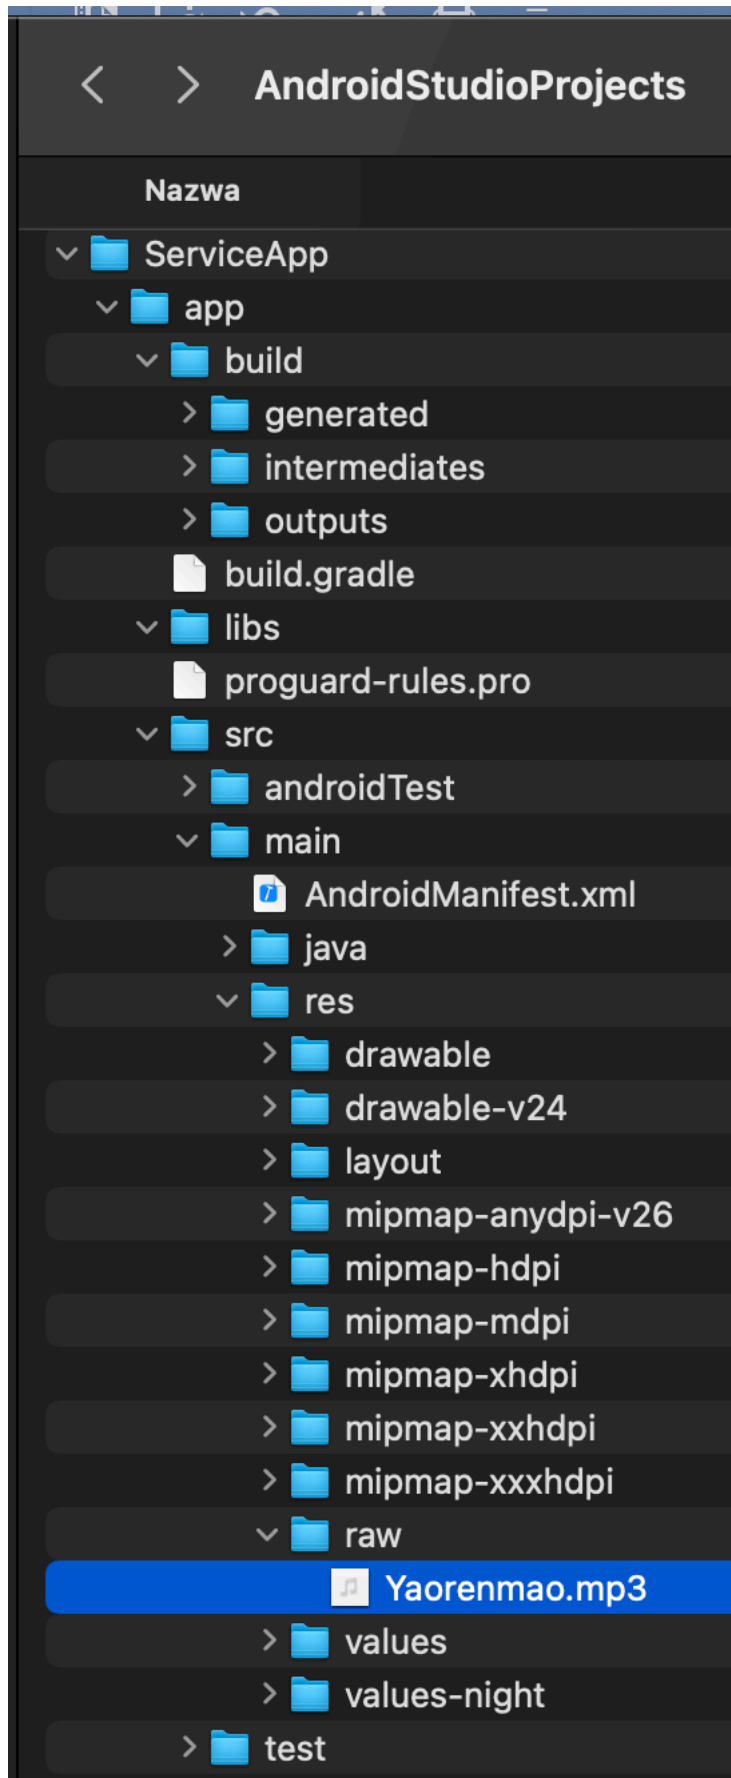 AndroidStudioProjects
Nazwa
ServiceApp
app
build
generated
intermediates
outputs
build.gradle
libs
proguard-rules.pro
src
androidTest
main
AndroidManifest.xml
java
res
drawable
drawable-v24
layout
mipmap-anydpi-v26
mipmap-hdpi
mipmap-mdpi
mipmap-xhdpi
mipmap-xxhdpi
mipmap-xxxhdpi
raw
Yaorenmao.mp3
values
values-night
test